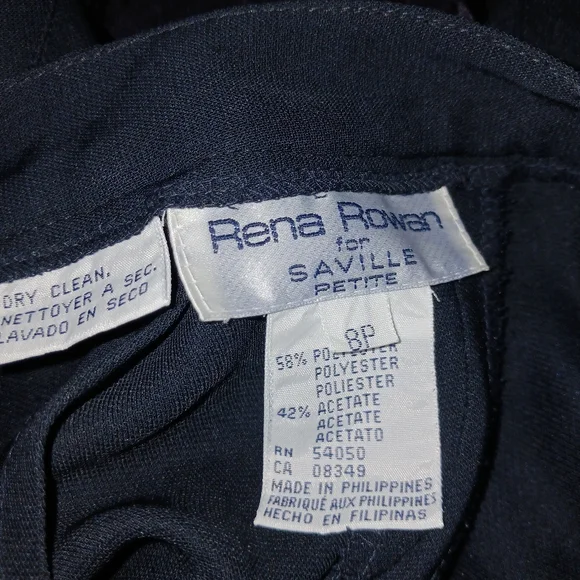 DRY CLEAN.
NETTOYER A SEC.
LAVADO EN SECO
Rena Rowan
for
SAVILLE
PETITE
8P
58% POLYESTER
POLYESTER
POLIESTER
42% ACETATE
ACETATE
ACETATO
RN 54050
CA 08349
MADE IN PHILIPPINES
FABRIQUÉ AUX PHILIPPINES
HECHO EN FILIPINAS